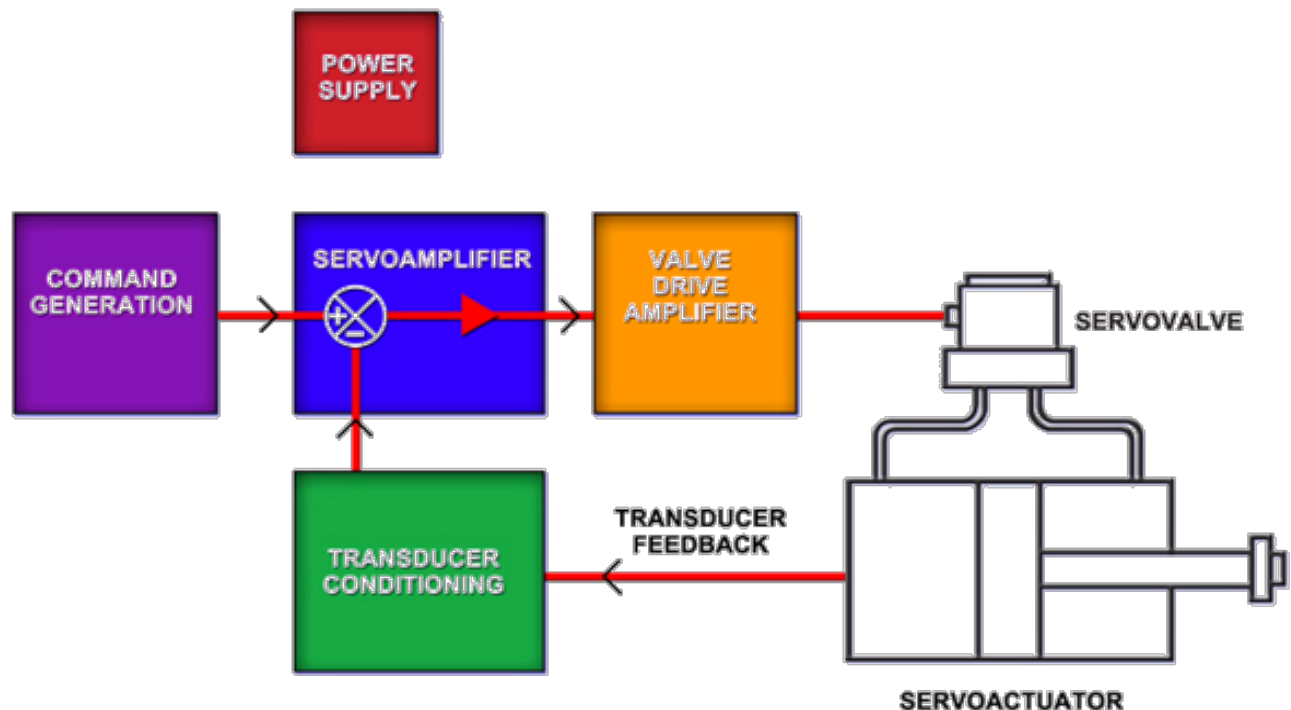 POWER
SUPPLY
COMMAND
GENERATION
SERVOAMPLIFIER
+
−
VALVE
DRIVE
AMPLIFIER
SERVOVALVE
TRANSDUCER
CONDITIONING
TRANSDUCER
FEEDBACK
SERVOACTUATOR